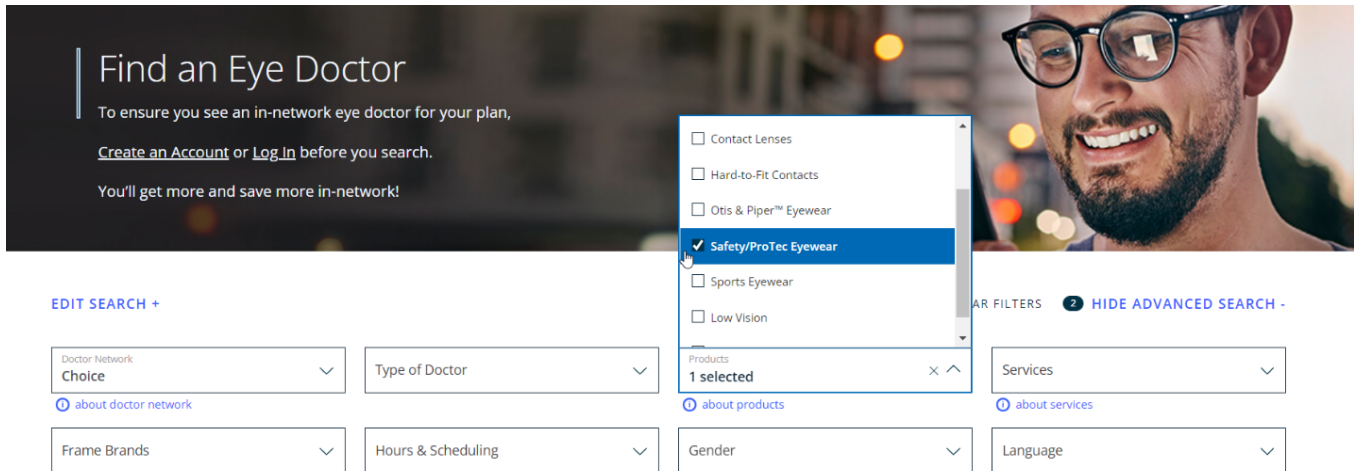 Find an Eye Doctor
To ensure you see an in-network eye doctor for your plan,
Create an Account or Log In before you search.
You'll get more and save more in-network!
Contact Lenses
Hard-to-Fit Contacts
Otis & Piper™ Eyewear
Safety/ProTec Eyewear
Sports Eyewear
Low Vision
EDIT SEARCH +
AR FILTERS
2 HIDE ADVANCED SEARCH -
Doctor Network
Choice
Type of Doctor
Products
1 selected
Services
about doctor network
about products
about services
Frame Brands
Hours & Scheduling
Gender
Language